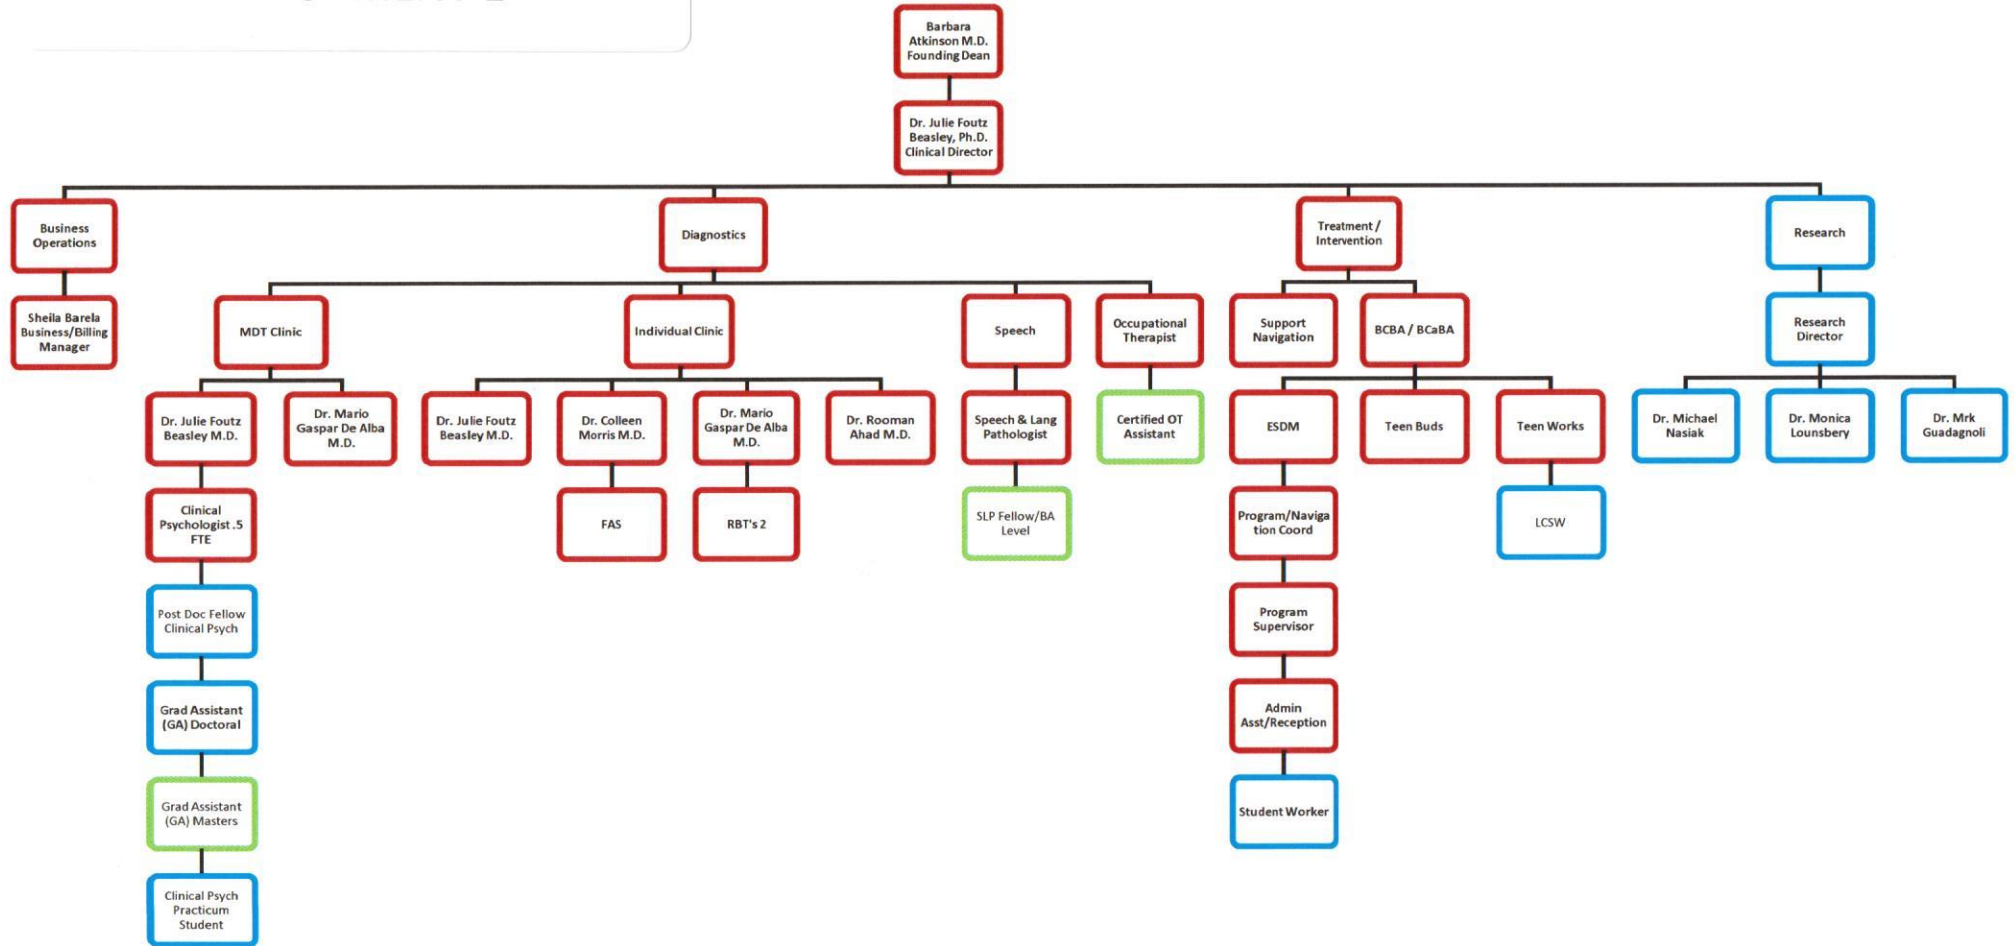 Barbara
Atkinson M.D.
Founding Dean
Dr. Julie Foutz
Beasley, Ph.D.
Clinical Director
Business
Operations
Diagnostics
Treatment /
Intervention
Research
Sheila Barela
Business/Billing
Manager
MDT Clinic
Individual Clinic
Speech
Occupational
Therapist
Support
Navigation
BCBA / BCaBA
Research
Director
Dr. Julie Foutz
Beasley M.D.
Dr. Mario
Gaspar De Alba
M.D.
Dr. Julie Foutz
Beasley M.D.
Dr. Colleen
Morris M.D.
Dr. Mario
Gaspar De Alba
M.D.
Dr. Rooman
Ahad M.D.
Speech & Lang
Pathologist
Certified OT
Assistant
ESDM
Teen Buds
Teen Works
Dr. Michael
Nasiak
Dr. Monica
Lounsbery
Dr. Mrk
Guadagnoli
Clinical
Psychologist .5
FTE
FAS
RBT's 2
SLP Fellow/BA
Level
Program/Naviga
tion Coord
LCSW
Post Doc Fellow
Clinical Psych
Program
Supervisor
Grad Assistant
(GA) Doctoral
Admin
Asst/Reception
Grad Assistant
(GA) Masters
Student Worker
Clinical Psych
Practicum
Student